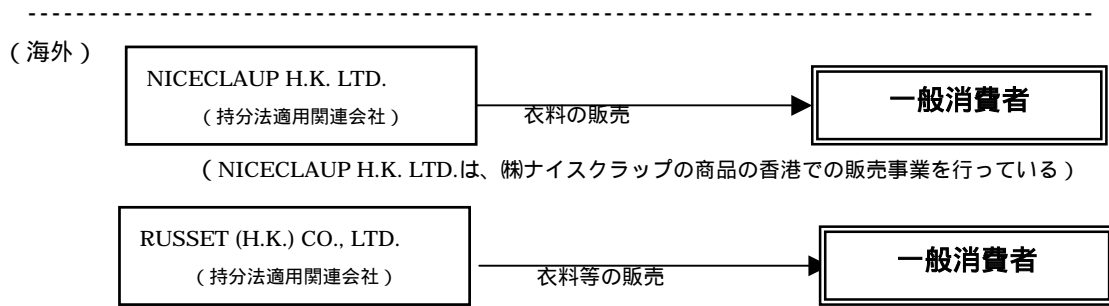 （海外）
NICECLAUP H.K. LTD.
（持分法適用関連会社）
衣料の販売
一般消費者
（NICECLAUP H.K. LTD.は、㈱ナイスクラップの商品の香港での販売事業を行っている）
RUSSET (H.K.) CO., LTD.
（持分法適用関連会社）
衣料等の販売
一般消費者